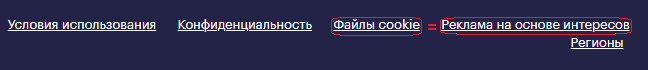 Условия использования Конфиденциальность Файлы cookie = Реклама на основе интересов
Регионы